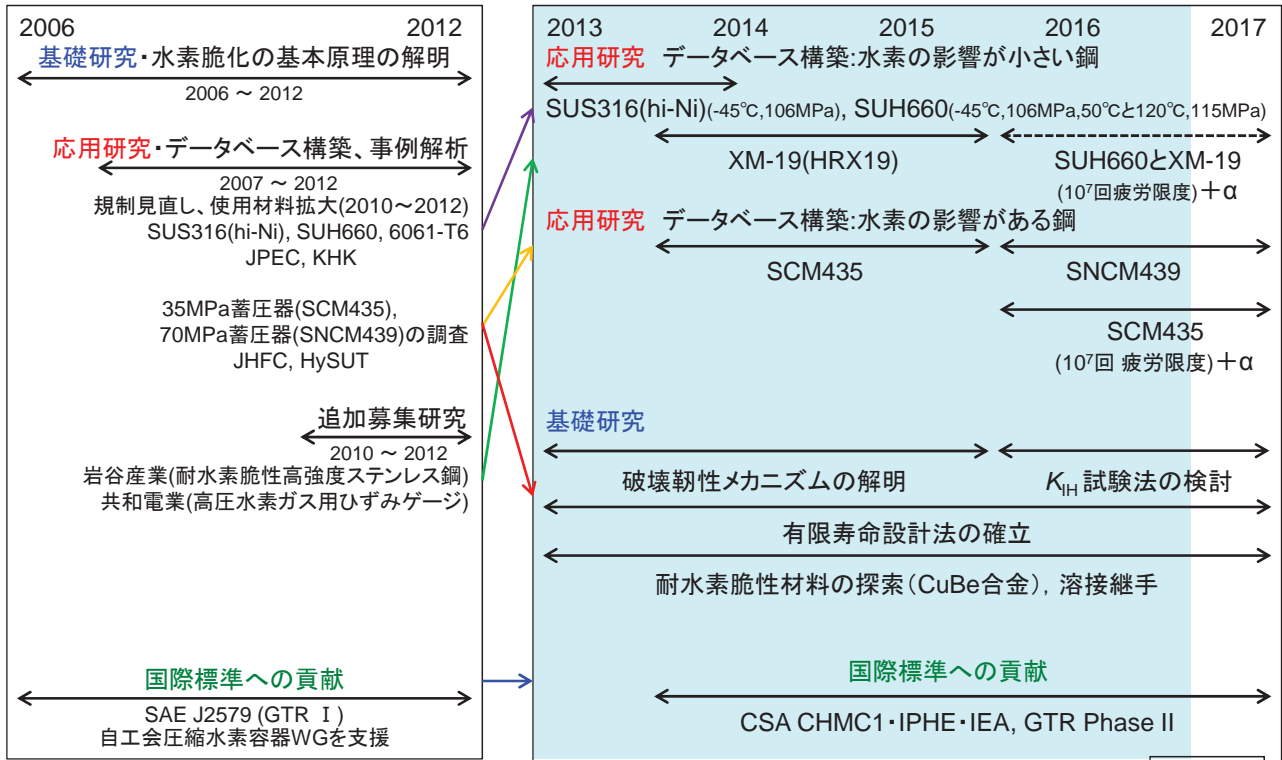 2006 2012
基礎研究・水素脆化の基本原理の解明
2006 ～ 2012
応用研究・データベース構築、事例解析
2007 ～ 2012
規制見直し、使用材料拡大(2010～2012)
SUS316(hi-Ni), SUH660, 6061-T6
JPEC, KHK
35MPa蓄圧器(SCM435),
70MPa蓄圧器(SNCM439)の調査
JHFC, HySUT
追加募集研究
2010 ～ 2012
岩谷産業(耐水素脆性高強度ステンレス鋼)
共和電業(高圧水素ガス用ひずみゲージ)
国際標準への貢献
SAE J2579 (GTR Ⅰ)
自工会圧縮水素容器WGを支援
2013 2014 2015 2016 2017
応用研究 データベース構築:水素の影響が小さい鋼
SUS316(hi-Ni)(-45℃,106MPa), SUH660(-45℃,106MPa,50℃と120℃,115MPa)
XM-19(HRX19) SUH660とXM-19
(10⁷回疲労限度)＋α
応用研究 データベース構築:水素の影響がある鋼
SCM435 SNCM439
SCM435
(10⁷回 疲労限度)＋α
基礎研究
破壊靭性メカニズムの解明 KIH 試験法の検討
有限寿命設計法の確立
耐水素脆性材料の探索（CuBe合金）, 溶接継手
国際標準への貢献
CSA CHMC1・IPHE・IEA, GTR Phase II